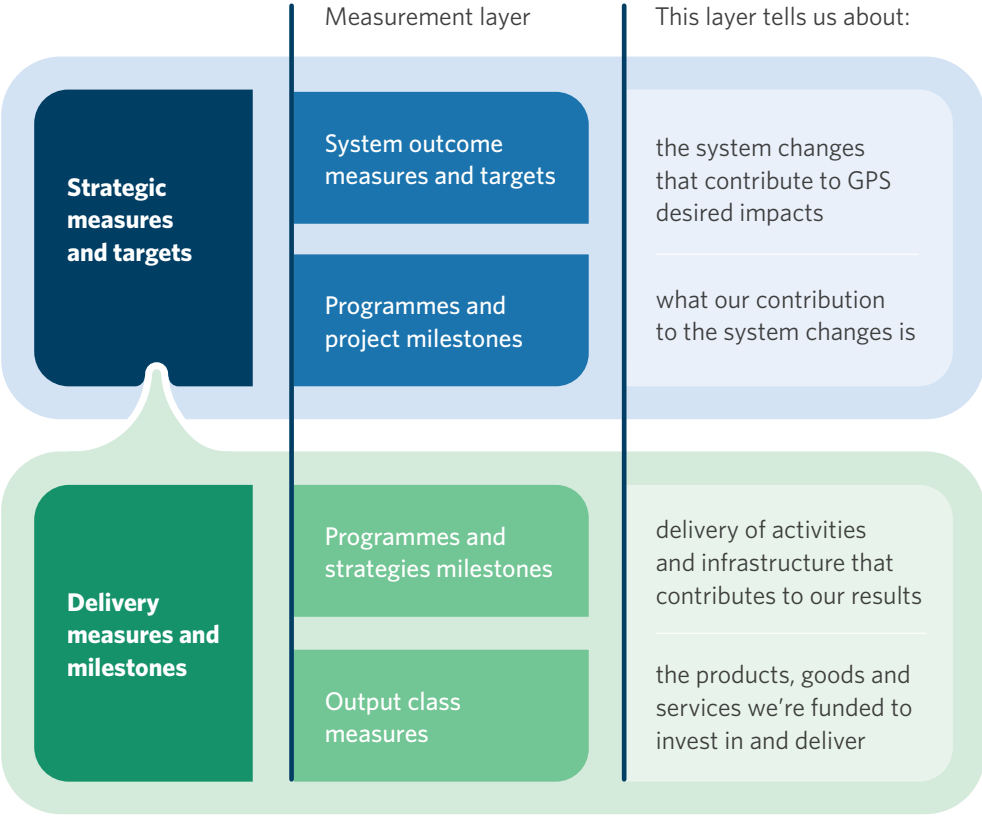 Measurement layer
This layer tells us about:
Strategic
measures
and targets
System outcome
measures and targets
the system changes
that contribute to GPS
desired impacts
Programmes and
project milestones
what our contribution
to the system changes is
Delivery
measures and
milestones
Programmes and
strategies milestones
delivery of activities
and infrastructure that
contributes to our results
Output class
measures
the products, goods and
services we’re funded to
invest in and deliver